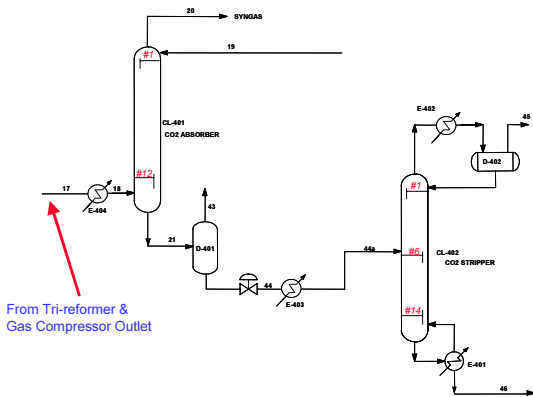 20
SYNGAS
#1
19
CL-401
CO2 ABSORBER
#12
17
18
E-404
From Tri-reformer &
Gas Compressor Outlet
21
43
D-401
44
E-403
44a
E-402
45
D-402
#1
#6
CL-402
CO2 STRIPPER
#14
E-401
46